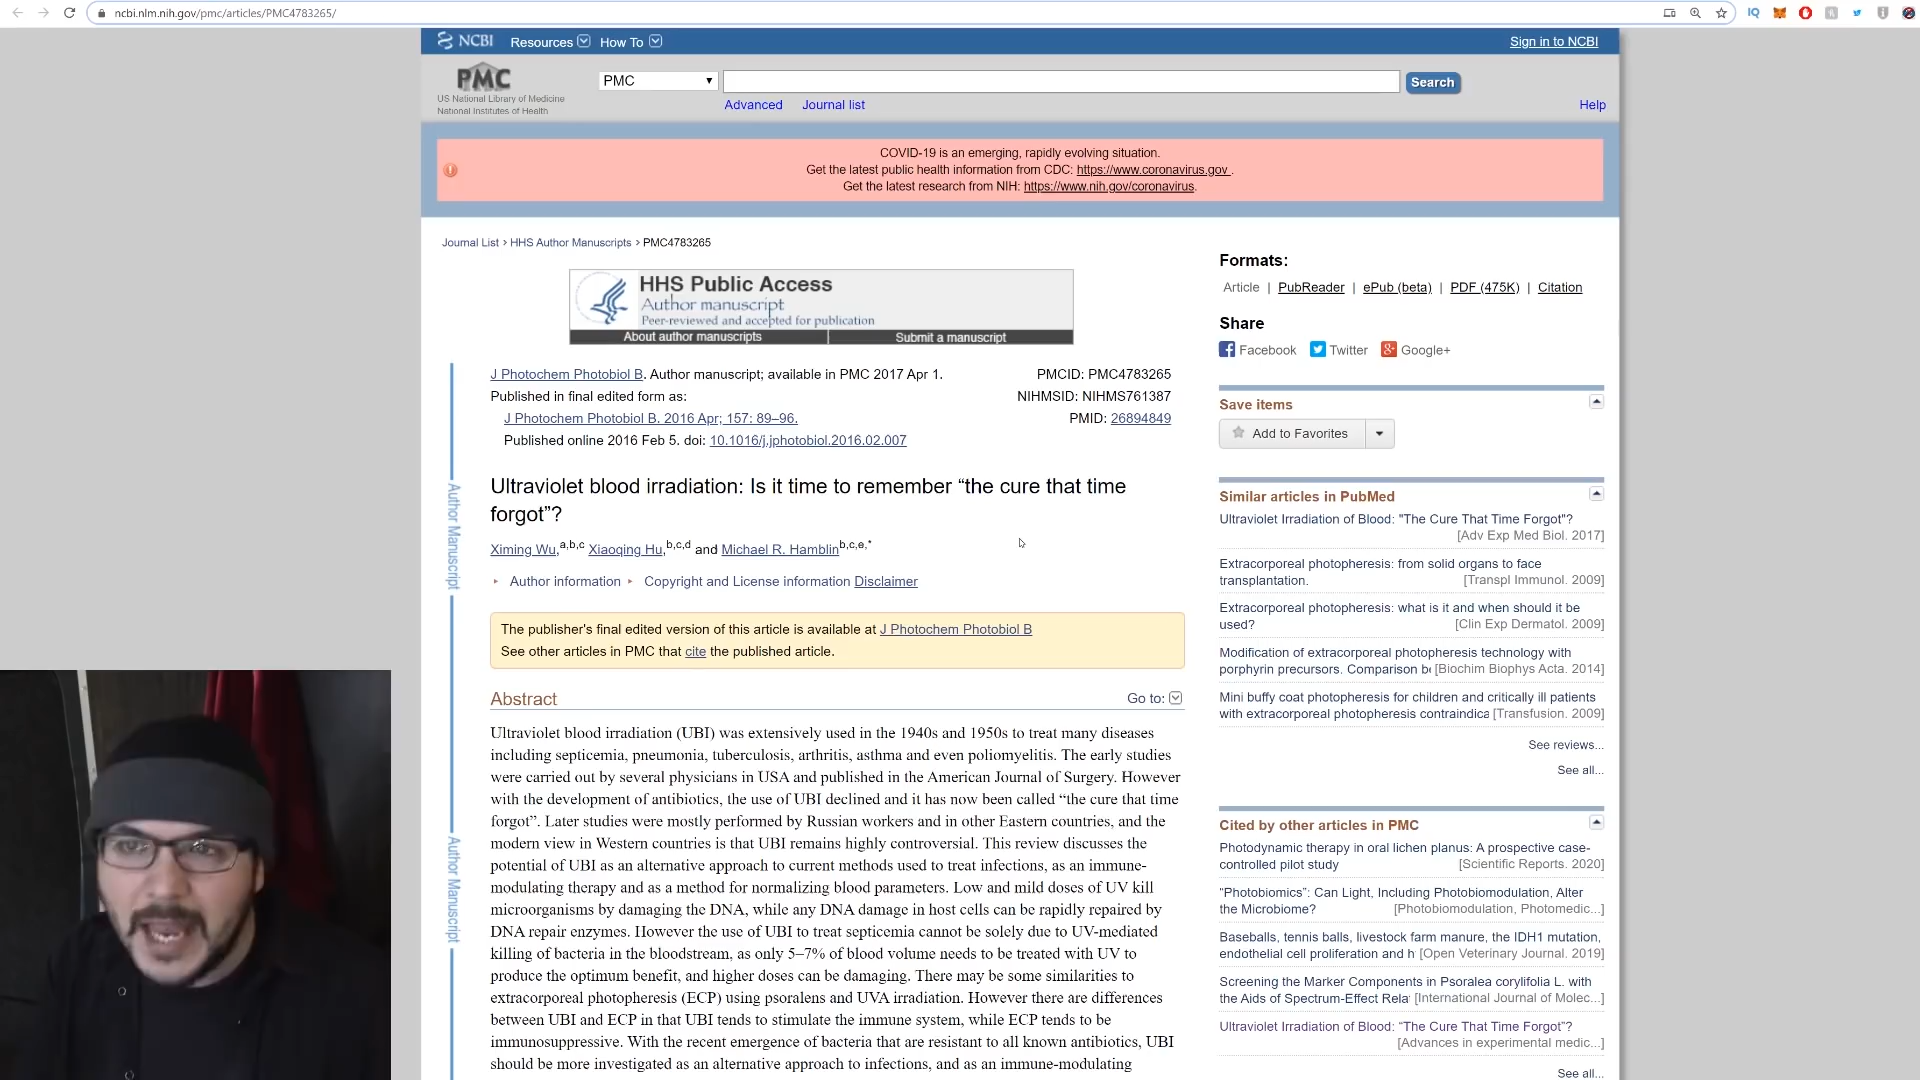 ncbi.nlm.nih.gov/pmc/articles/PMC4783265/
NCBI Resources How To Sign in to NCBI
PMC
US National Library of Medicine
National Institutes of Health
PMC
Search
Advanced Journal list Help
COVID-19 is an emerging, rapidly evolving situation.
Get the latest public health information from CDC: https://www.coronavirus.gov .
Get the latest research from NIH: https://www.nih.gov/coronavirus.
Journal List > HHS Author Manuscripts > PMC4783265
HHS Public Access
Author manuscript
Peer-reviewed and accepted for publication
About author manuscripts Submit a manuscript
J Photochem Photobiol B. Author manuscript; available in PMC 2017 Apr 1. PMCID: PMC4783265
Published in final edited form as: NIHMSID: NIHMS761387
J Photochem Photobiol B. 2016 Apr; 157: 89–96. PMID: 26894849
Published online 2016 Feb 5. doi: 10.1016/j.jphotobiol.2016.02.007
Ultraviolet blood irradiation: Is it time to remember “the cure that time
forgot”?
Ximing Wu,a,b,c Xiaoqing Hu,b,c,d and Michael R. Hamblinb,c,e,*
Author information Copyright and License information Disclaimer
The publisher's final edited version of this article is available at J Photochem Photobiol B
See other articles in PMC that cite the published article.
Abstract Go to:
Ultraviolet blood irradiation (UBI) was extensively used in the 1940s and 1950s to treat many diseases
including septicemia, pneumonia, tuberculosis, arthritis, asthma and even poliomyelitis. The early studies
were carried out by several physicians in USA and published in the American Journal of Surgery. However
with the development of antibiotics, the use of UBI declined and it has now been called “the cure that time
forgot”. Later studies were mostly performed by Russian workers and in other Eastern countries, and the
modern view in Western countries is that UBI remains highly controversial. This review discusses the
potential of UBI as an alternative approach to current methods used to treat infections, as an immune-
modulating therapy and as a method for normalizing blood parameters. Low and mild doses of UV kill
microorganisms by damaging the DNA, while any DNA damage in host cells can be rapidly repaired by
DNA repair enzymes. However the use of UBI to treat septicemia cannot be solely due to UV-mediated
killing of bacteria in the bloodstream, as only 5–7% of blood volume needs to be treated with UV to
produce the optimum benefit, and higher doses can be damaging. There may be some similarities to
extracorporeal photopheresis (ECP) using psoralens and UVA irradiation. However there are differences
between UBI and ECP in that UBI tends to stimulate the immune system, while ECP tends to be
immunosuppressive. With the recent emergence of bacteria that are resistant to all known antibiotics, UBI
should be more investigated as an alternative approach to infections, and as an immune-modulating
Author Manuscript
Author Manuscript
Formats:
Article | PubReader | ePub (beta) | PDF (475K) | Citation
Share
Facebook Twitter Google+
Save items
Add to Favorites
Similar articles in PubMed
Ultraviolet Irradiation of Blood: "The Cure That Time Forgot"?
[Adv Exp Med Biol. 2017]
Extracorporeal photopheresis: from solid organs to face
transplantation. [Transpl Immunol. 2009]
Extracorporeal photopheresis: what is it and when should it be
used? [Clin Exp Dermatol. 2009]
Modification of extracorporeal photopheresis technology with
porphyrin precursors. Comparison be [Biochim Biophys Acta. 2014]
Mini buffy coat photopheresis for children and critically ill patients
with extracorporeal photopheresis contraindica [Transfusion. 2009]
See reviews...
See all...
Cited by other articles in PMC
Photodynamic therapy in oral lichen planus: A prospective case-
controlled pilot study [Scientific Reports. 2020]
“Photobiomics”: Can Light, Including Photobiomodulation, Alter
the Microbiome? [Photobiomodulation, Photomedic...]
Baseballs, tennis balls, livestock farm manure, the IDH1 mutation,
endothelial cell proliferation and h [Open Veterinary Journal. 2019]
Screening the Marker Components in Psoralea corylifolia L. with
the Aids of Spectrum-Effect Rela [International Journal of Molec...]
Ultraviolet Irradiation of Blood: “The Cure That Time Forgot”?
[Advances in experimental medic...]
See all...